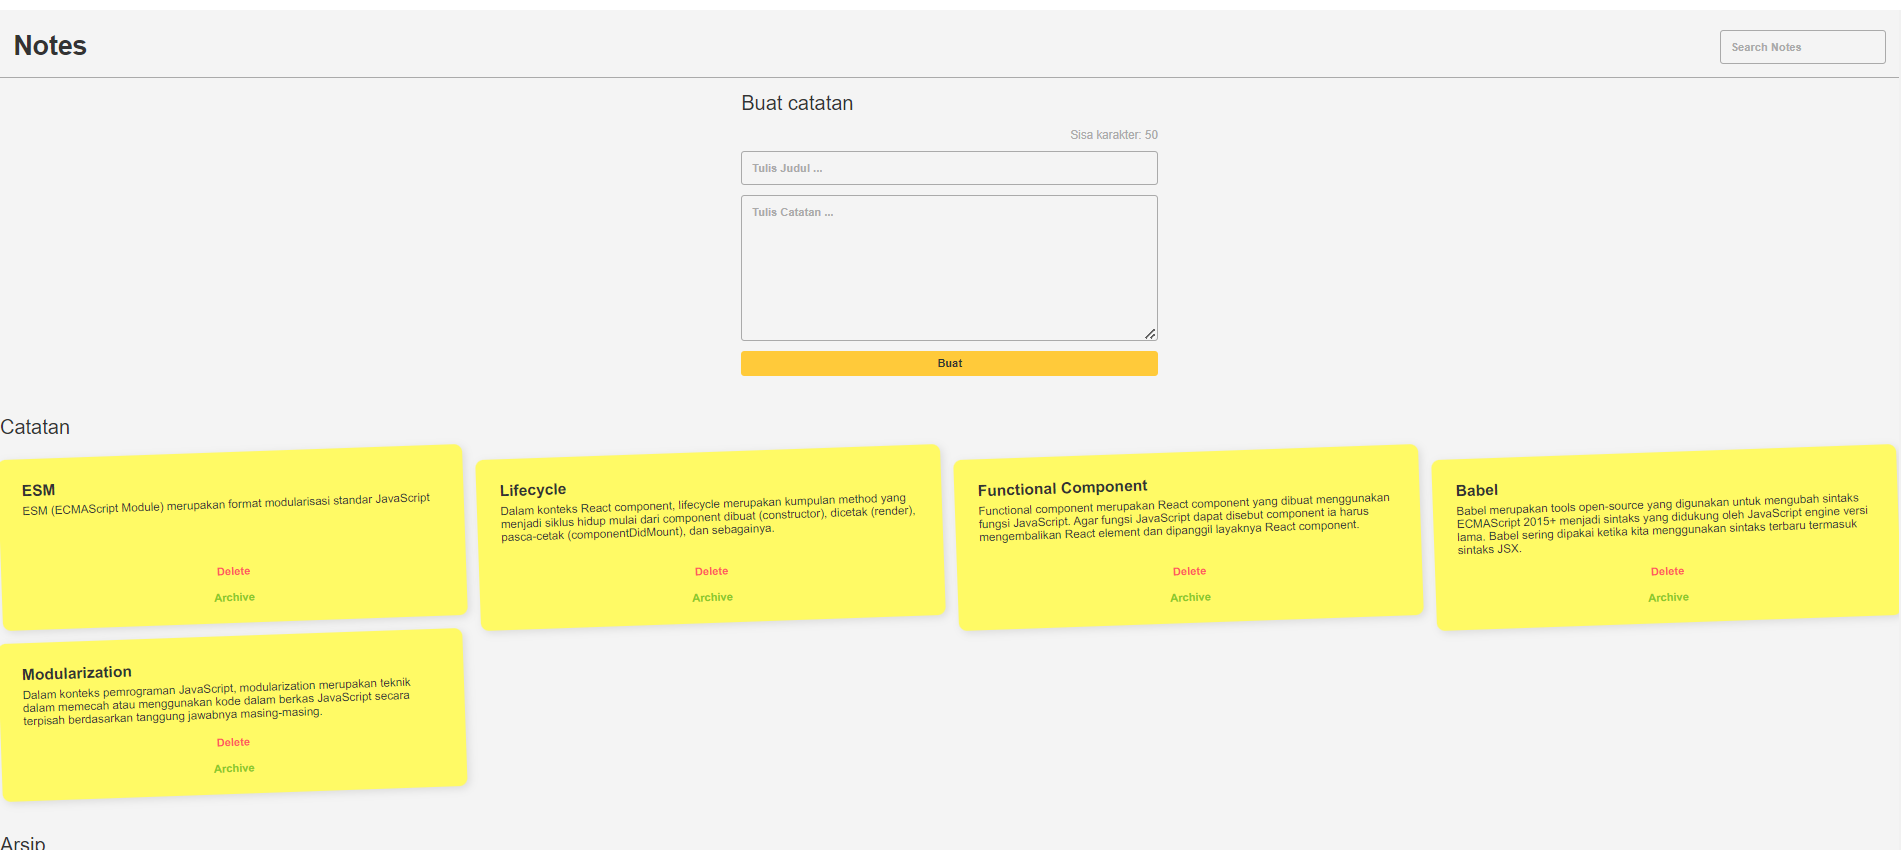 Notes
Search Notes
Buat catatan
Sisa karakter: 50
Tulis Judul ...
Tulis Catatan ...
Buat
Catatan
ESM
ESM (ECMAScript Module) merupakan format modularisasi standar JavaScript
Delete
Archive
Lifecycle
Dalam konteks React component, lifecycle merupakan kumpulan method yang
menjadi siklus hidup mulai dari component dibuat (constructor), dicetak (render),
pasca-cetak (componentDidMount), dan sebagainya.
Delete
Archive
Functional Component
Functional component merupakan React component yang dibuat menggunakan
fungsi JavaScript. Agar fungsi JavaScript dapat disebut component ia harus
mengembalikan React element dan dipanggil layaknya React component.
Delete
Archive
Babel
Babel merupakan tools open-source yang digunakan untuk mengubah sintaks
ECMAScript 2015+ menjadi sintaks yang didukung oleh JavaScript engine versi
lama. Babel sering dipakai ketika kita menggunakan sintaks terbaru termasuk
sintaks JSX.
Delete
Archive
Modularization
Dalam konteks pemrograman JavaScript, modularization merupakan teknik
dalam memecah atau menggunakan kode dalam berkas JavaScript secara
terpisah berdasarkan tanggung jawabnya masing-masing.
Delete
Archive
Arsip